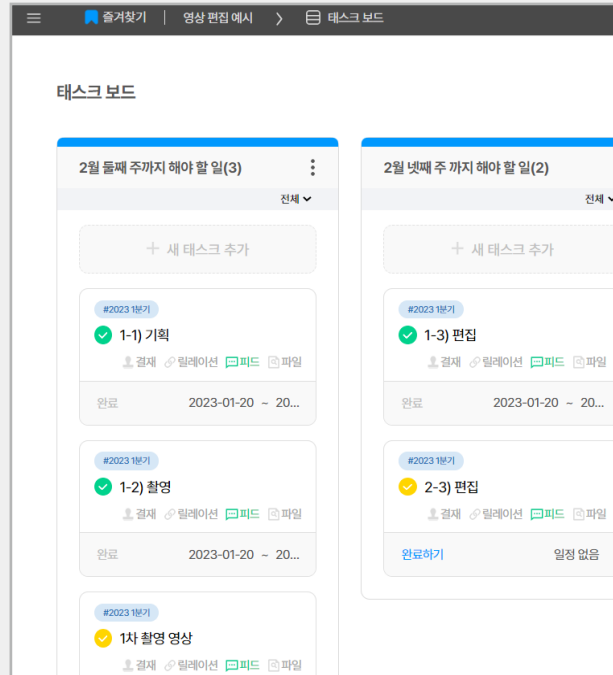 즐겨찾기 | 영상 편집 예시 > 태스크 보드
태스크 보드
2월 둘째 주까지 해야 할 일(3)
전체
+ 새 태스크 추가
#2023 1분기
1-1) 기획
결재 릴레이션 피드 파일
완료 2023-01-20 ~ 20...
#2023 1분기
1-2) 촬영
결재 릴레이션 피드 파일
완료 2023-01-20 ~ 20...
#2023 1분기
1차 촬영 영상
결재 릴레이션 피드 파일
2월 넷째 주 까지 해야 할 일(2)
전체
+ 새 태스크 추가
#2023 1분기
1-3) 편집
결재 릴레이션 피드 파일
완료 2023-01-20 ~ 20...
#2023 1분기
2-3) 편집
결재 릴레이션 피드 파일
완료하기 일정 없음